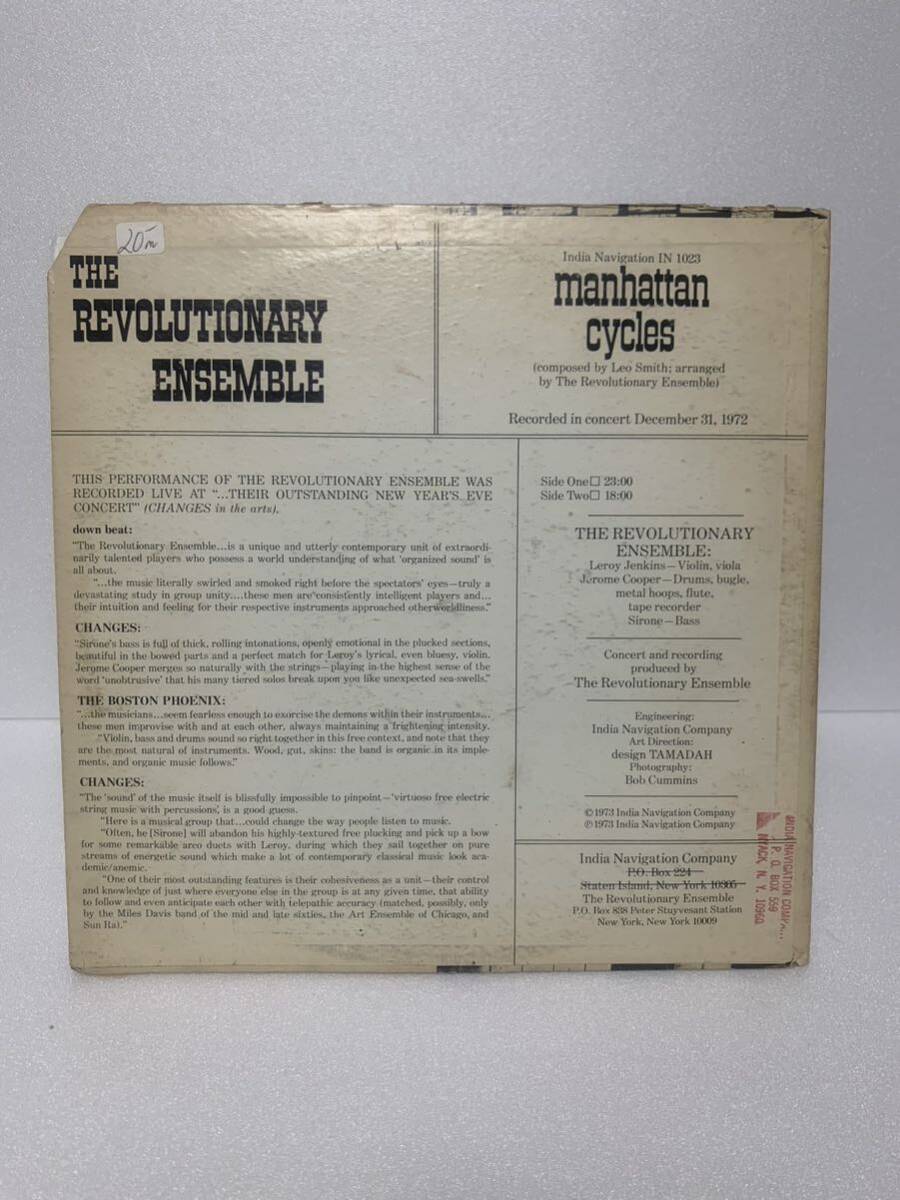 20-
THE
REVOLUTIONARY
ENSEMBLE
India Navigation IN 1023
manhattan
cycles
(composed by Leo Smith; arranged
by The Revolutionary Ensemble)
Recorded in concert December 31, 1972
THIS PERFORMANCE OF THE REVOLUTIONARY ENSEMBLE WAS
RECORDED LIVE AT "...THEIR OUTSTANDING NEW YEAR'S EVE
CONCERT" (CHANGES in the arts).
down beat:
"The Revolutionary Ensemble...is a unique and utterly contemporary unit of extraordi-
narily talented players who possess a world understanding of what 'organized sound' is
all about.
"...the music literally swirled and smoked right before the spectators' eyes—truly a
devastating study in group unity....these men are consistently intelligent players and...
their intuition and feeling for their respective instruments approached otherworldliness."
CHANGES:
"Sirone's bass is full of thick, rolling intonations, openly emotional in the plucked sections,
beautiful in the bowed parts and a perfect match for Leroy's lyrical, even bluesy, violin.
Jerome Cooper merges so naturally with the strings—playing in the highest sense of the
word 'unobtrusive' that his many tiered solos break upon you like unexpected sea-swells."
THE BOSTON PHOENIX:
"...the musicians...seem fearless enough to exorcise the demons within their instruments...
these men improvise with and at each other, always maintaining a frightening intensity.
"Violin, bass and drums sound so right together in this free context, and note that they
are the most natural of instruments. Wood, gut, skins: the band is organic in its imple-
ments, and organic music follows."
CHANGES:
"The 'sound' of the music itself is blissfully impossible to pinpoint—'virtuoso free electric
string music with percussions', is a good guess.
"Here is a musical group that...could change the way people listen to music.
"Often, he [Sirone] will abandon his highly-textured free plucking and pick up a bow
for some remarkable arco duets with Leroy, during which they sail together on pure
streams of energetic sound which make a lot of contemporary classical music look aca-
demic/anemic.
"One of their most outstanding features is their cohesiveness as a unit—their control
and knowledge of just where everyone else in the group is at any given time, that ability
to follow and even anticipate each other with telepathic accuracy (matched, possibly, only
by the Miles Davis band of the mid and late sixties, the Art Ensemble of Chicago, and
Sun Ra)."
Side One□ 23:00
Side Two□ 18:00
THE REVOLUTIONARY
ENSEMBLE:
Leroy Jenkins—Violin, viola
Jerome Cooper—Drums, bugle,
metal hoops, flute,
tape recorder
Sirone—Bass
Concert and recording
produced by
The Revolutionary Ensemble
Engineering:
India Navigation Company
Art Direction:
design TAMADAH
Photography:
Bob Cummins
©1973 India Navigation Company
℗1973 India Navigation Company
India Navigation Company
P.O. Box 224
Staten Island, New York 10305
The Revolutionary Ensemble
P.O. Box 838 Peter Stuyvesant Station
New York, New York 10009
INDIA NAVIGATION COMPA...
P. O. BOX 559
NYACK, N. Y. 10960